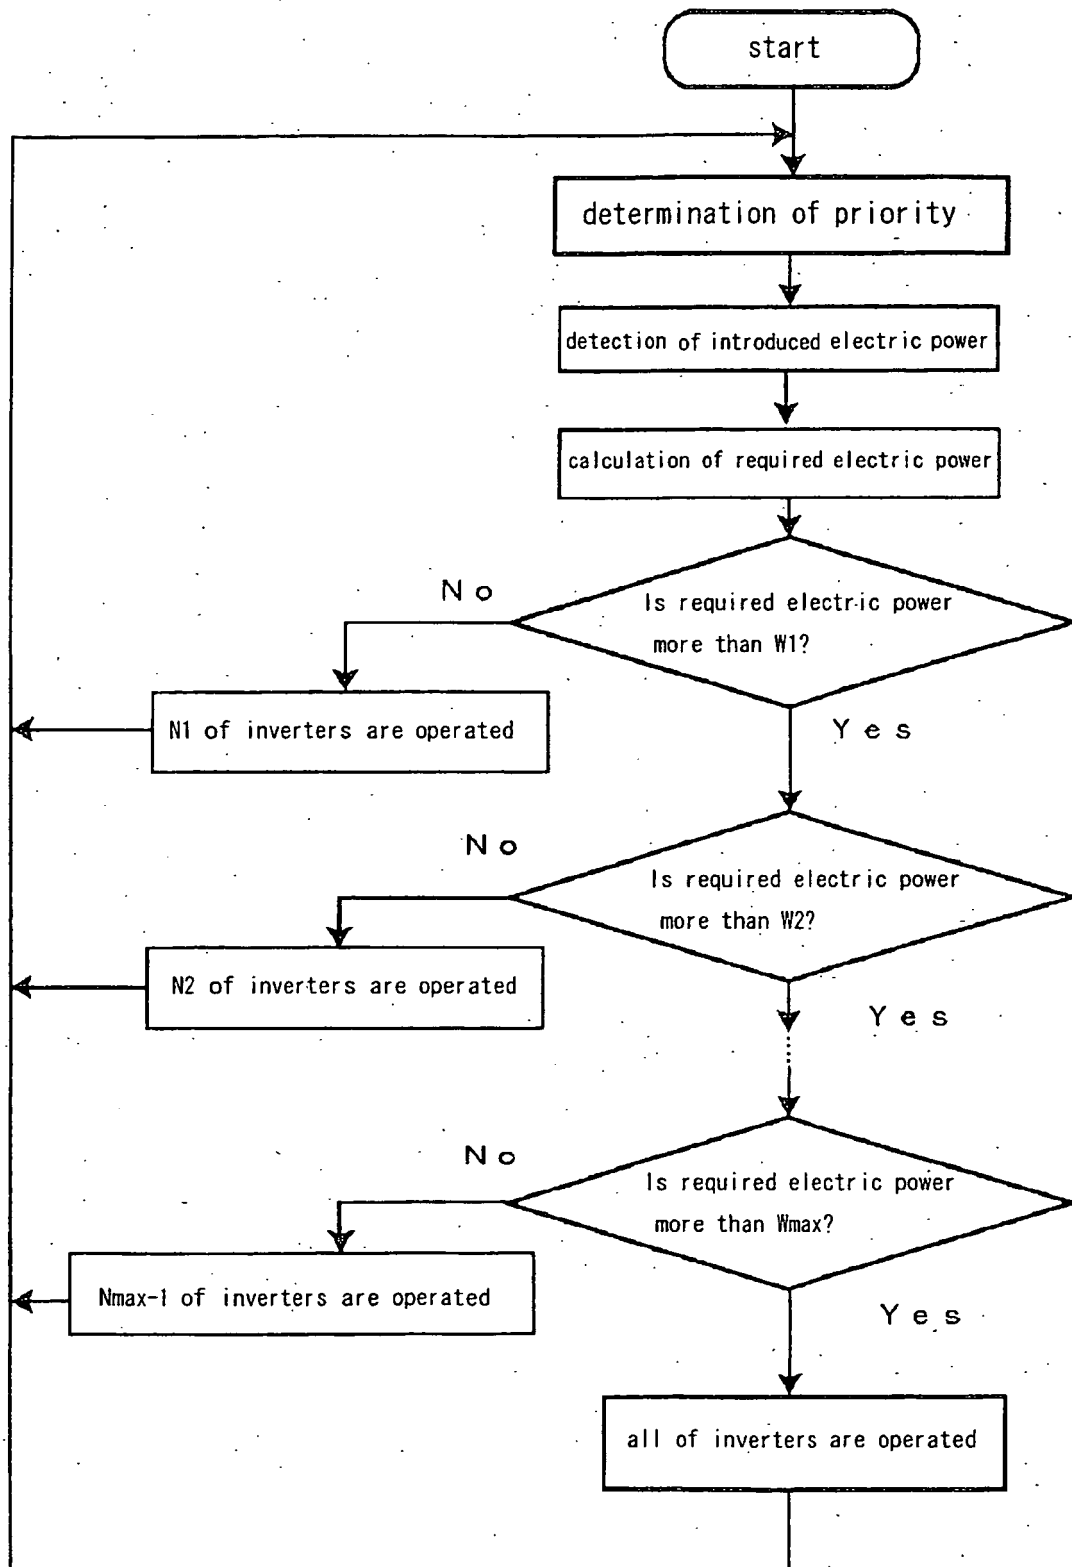 start
determination of priority
detection of introduced electric power
calculation of required electric power
No
Is required electric power
more than W1?
N1 of inverters are operated
Yes
No
Is required electric power
more than W2?
N2 of inverters are operated
Yes
No
Is required electric power
more than Wmax?
Nmax-1 of inverters are operated
Yes
all of inverters are operated